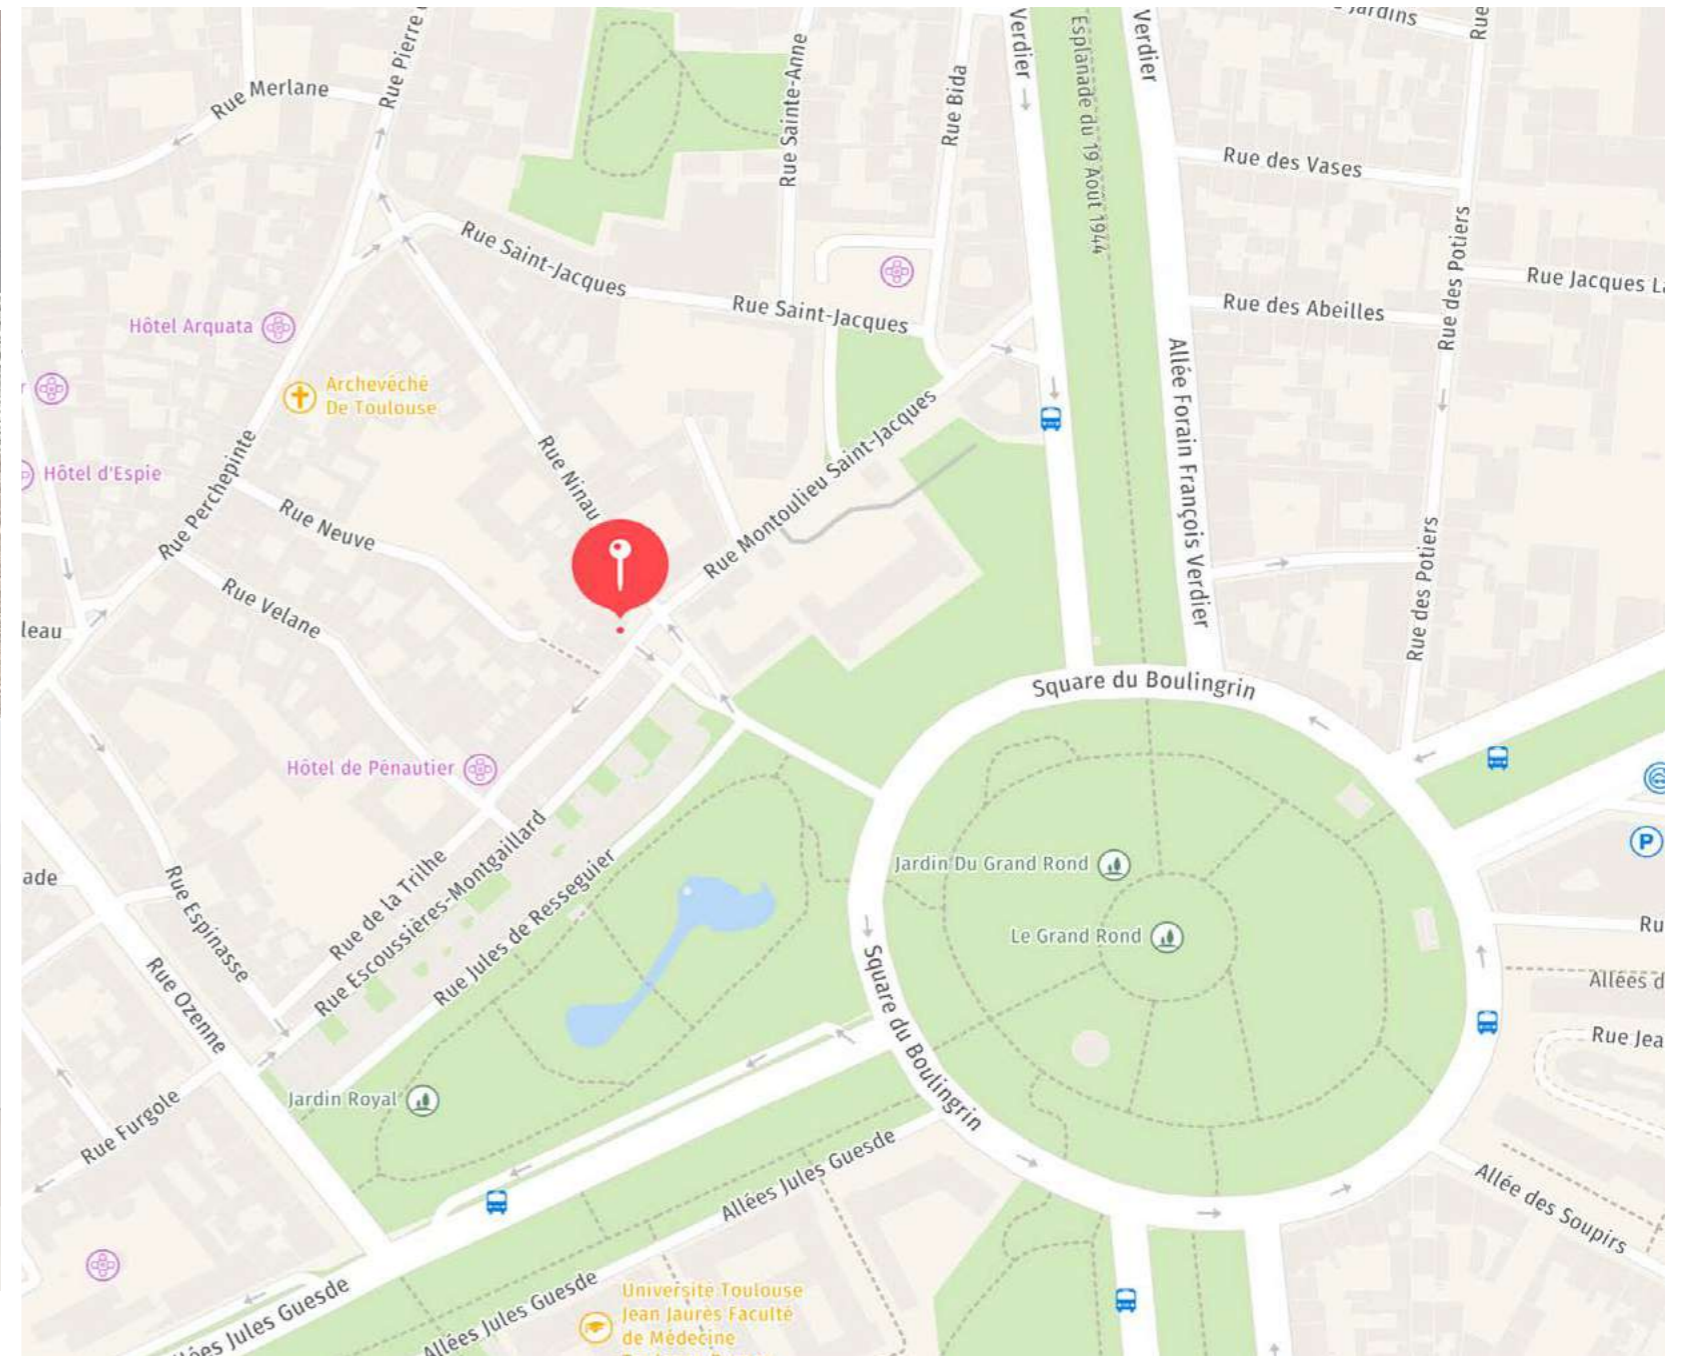 Jardins
Verdier
Verdier
Esplanade du 19 Août 1944
Rue
Rue Pierre
Rue Merlane
Rue Sainte-Anne
Rue Bida
Rue des Vases
Rue Saint-Jacques
Rue Saint-Jacques
Rue des Potiers
Rue Jacques
Rue des Abeilles
Hôtel Arquata
Archevêché
De Toulouse
Allée Forain François Verdier
Hôtel d'Espie
Rue Perchepinte
Rue Ninau
Rue Montoulieu Saint-Jacques
Rue Neuve
Rue Velane
leau
Rue des Potiers
Square du Boulingrin
Hôtel de Pénautier
P
ade
Rue Espinasse
Rue de la Trilhe
Rue Escoussières-Montgaillard
Rue Jules de Resseguier
Jardin Du Grand Rond
Le Grand Rond
Ru
Allées d
Rue Ozenne
Square du Boulingrin
Rue Jea
Jardin Royal
Rue Furgole
Allées Jules Guesde
Allée des Soupirs
ées Jules Guesde
Allées Jules Guesde
Université Toulouse
Jean Jaurès Faculté
de Médecine